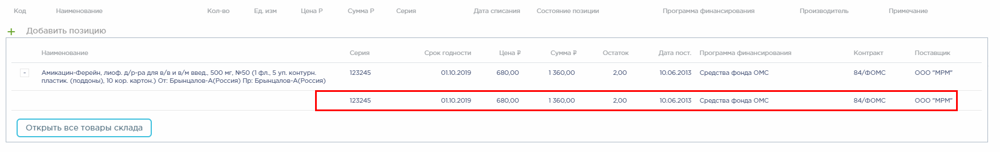 Код Наименование Кол-во Ед. изм Цена Р Сумма Р Серия Дата списания Состояние позиции Программа финансирования Производитель Примечание
+ Добавить позицию
Наименование Серия Срок годности Цена ₽ Сумма ₽ Остаток Дата пост. Программа финансирования Контракт Поставщик
- Амикацин-Ферейн, лиоф. д/р-ра для в/в и в/м введ., 500 мг, №50 (1 фл., 5 уп. контурн. 123245 01.10.2019 680,00 1 360,00 2,00 10.06.2013 Средства фонда ОМС 84/ФОМС ООО "МРМ"
пластик. (поддоны), 10 кор. картон.) От: Брынцалов-А(Россия) Пр: Брынцалов-А(Россия)
123245 01.10.2019 680,00 1 360,00 2,00 10.06.2013 Средства фонда ОМС 84/ФОМС ООО "МРМ"
Открыть все товары склада